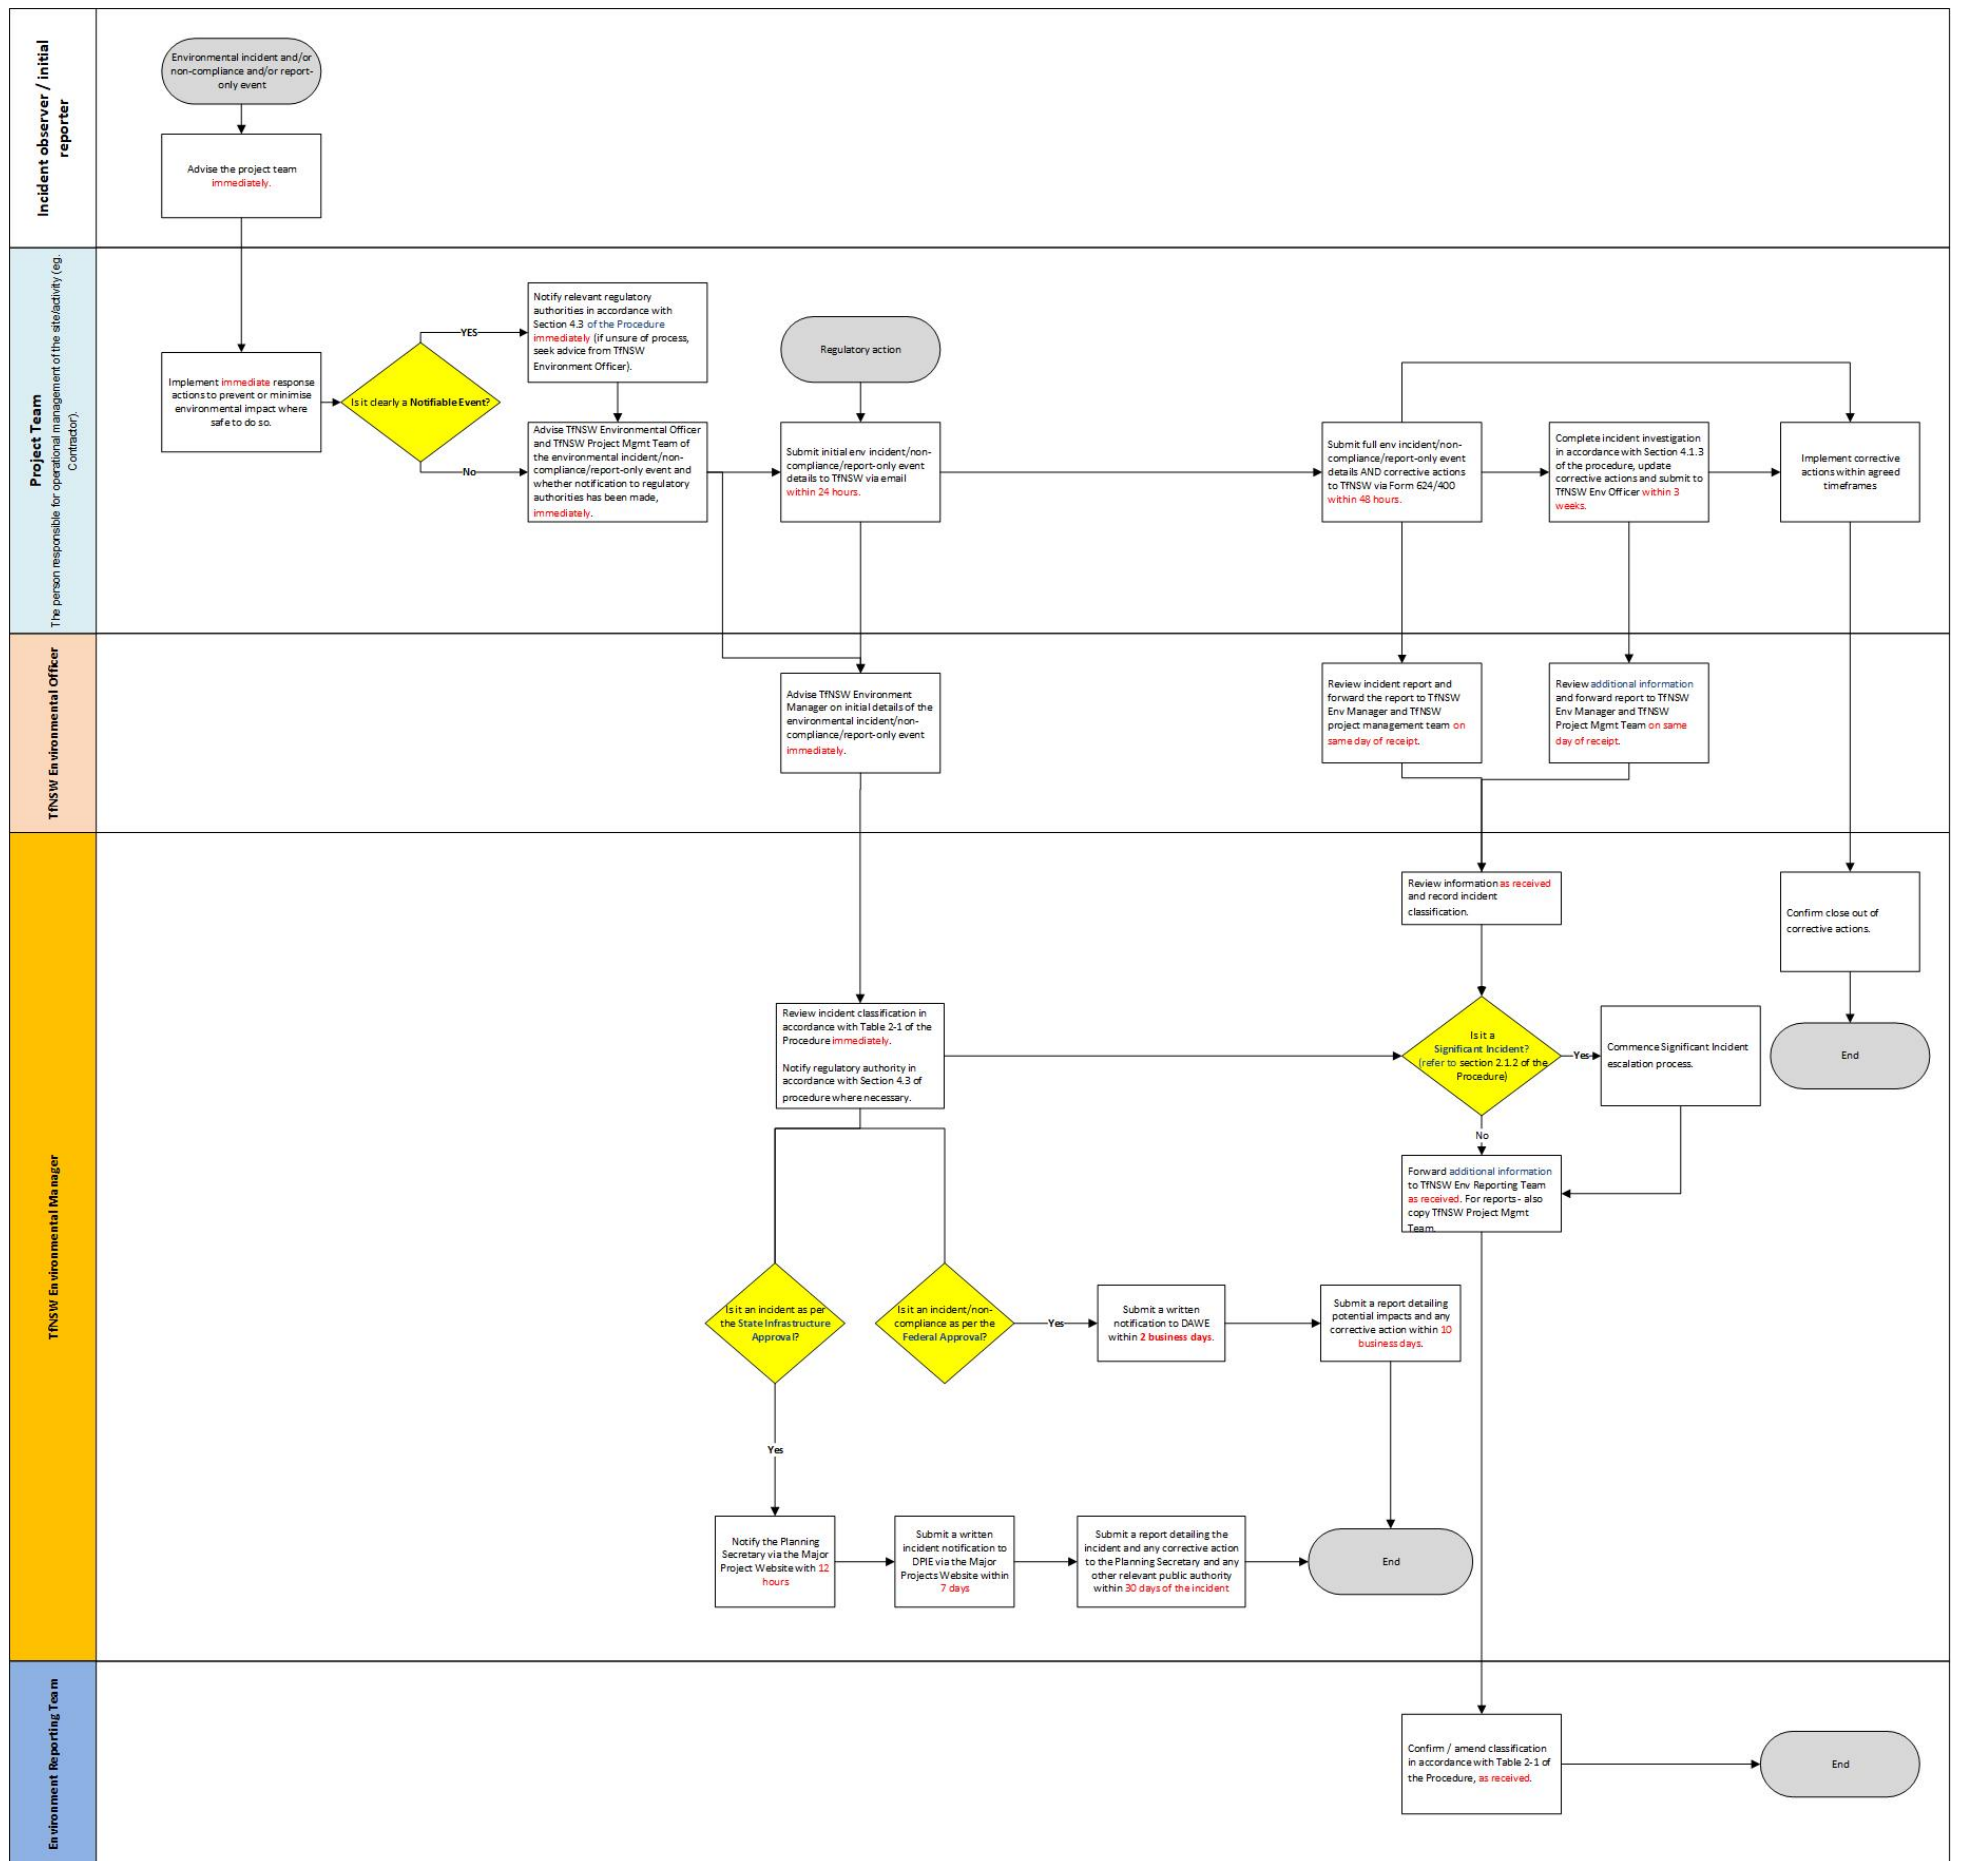 Incident observer / initial
reporter
Environmental incident and/or
non-compliance and/or report-
only event
Advise the project team
immediately.
Project Team
The person responsible for operational management of the site/activity (eg.
Contractor).
Implement immediate response
actions to prevent or minimise
environmental impact where
safe to do so.
Is it clearly a Notifiable Event?
YES
No
Notify relevant regulatory
authorities in accordance with
Section 4.3 of the Procedure
immediately (if unsure of process,
seek advice from TfNSW
Environment Officer).
Advise TfNSW Environmental Officer
and TfNSW Project Mgmt Team of
the environmental incident/non-
compliance/report-only event and
whether notification to regulatory
authorities has been made,
immediately.
Regulatory action
Submit initial env incident/non-
compliance/report-only event
details to TfNSW via email
within 24 hours.
Submit full env incident/non-
compliance/report-only event
details AND corrective actions
to TfNSW via Form 624/400
within 48 hours.
Complete incident investigation
in accordance with Section 4.1.3
of the procedure, update
corrective actions and submit to
TfNSW Env Officer within 3
weeks.
Implement corrective
actions within agreed
timeframes
TfNSW Environmental Officer
Advise TfNSW Environment
Manager on initial details of the
environmental incident/non-
compliance/report-only event
immediately.
Review incident report and
forward the report to TfNSW
Env Manager and TfNSW
project management team on
same day of receipt.
Review additional information
and forward report to TfNSW
Env Manager and TfNSW
Project Mgmt Team on same
day of receipt.
TfNSW Environmental Manager
Review information as received
and record incident
classification.
Confirm close out of
corrective actions.
Review incident classification in
accordance with Table 2-1 of the
Procedure immediately.
Notify regulatory authority in
accordance with Section 4.3 of
procedure where necessary.
Is it a
Significant Incident?
(refer to section 2.1.2 of the
Procedure)
Yes
Commence Significant Incident
escalation process.
End
No
Forward additional information
to TfNSW Env Reporting Team
as received. For reports - also
copy TfNSW Project Mgmt
Team.
Is it an incident as per
the State Infrastructure
Approval?
Is it an incident/non-
compliance as per the
Federal Approval?
Yes
Submit a written
notification to DAWE
within 2 business days.
Submit a report detailing
potential impacts and any
corrective action within 10
business days.
Yes
Notify the Planning
Secretary via the Major
Project Website with 12
hours
Submit a written
incident notification to
DPIE via the Major
Projects Website within
7 days
Submit a report detailing the
incident and any corrective action
to the Planning Secretary and any
other relevant public authority
within 30 days of the incident
End
Environment Reporting Team
Confirm / amend classification
in accordance with Table 2-1 of
the Procedure, as received.
End